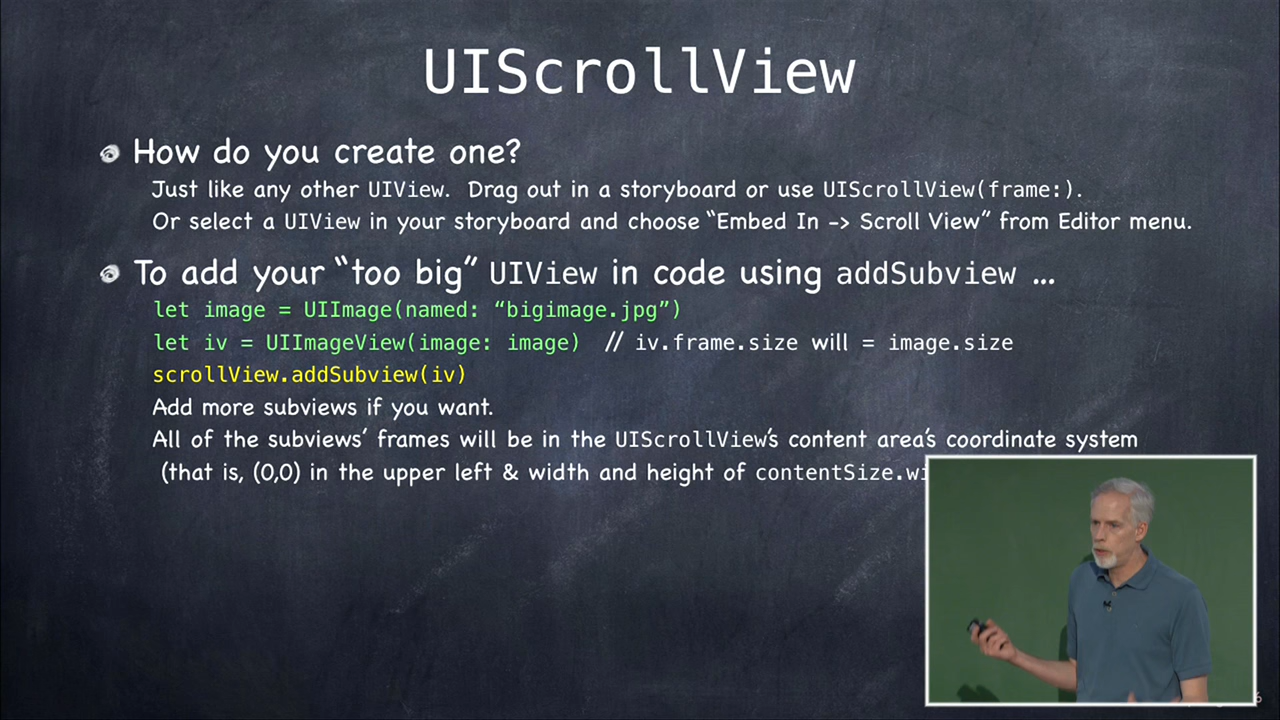 UIScrollView
How do you create one?
Just like any other UIView. Drag out in a storyboard or use UIScrollView(frame:).
Or select a UIView in your storyboard and choose “Embed In -> Scroll View” from Editor menu.
To add your “too big” UIView in code using addSubview ...
let image = UIImage(named: “bigimage.jpg”)
let iv = UIImageView(image: image) // iv.frame.size will = image.size
scrollView.addSubview(iv)
Add more subviews if you want.
All of the subviews’ frames will be in the UIScrollView’s content area’s coordinate system
(that is, (0,0) in the upper left & width and height of